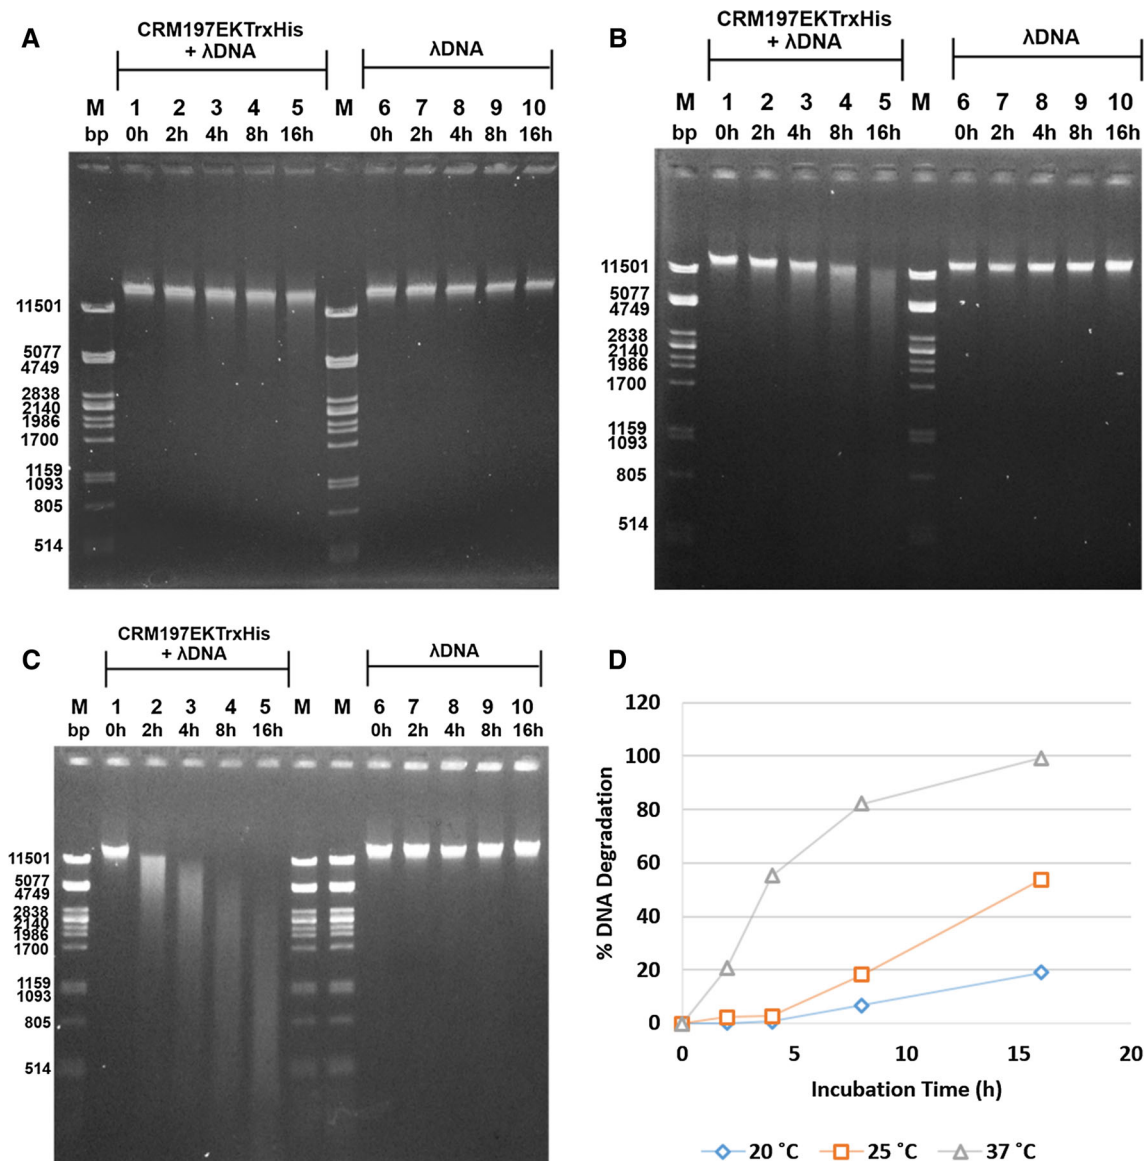 A
CRM197EKTrxHis
+ λDNA
λDNA
M 1 2 3 4 5 M 6 7 8 9 10
bp 0h 2h 4h 8h 16h 0h 2h 4h 8h 16h
11501
5077
4749
2838
2140
1986
1700
1159
1093
805
514
B
CRM197EKTrxHis
+ λDNA
λDNA
M 1 2 3 4 5 M 6 7 8 9 10
bp 0h 2h 4h 8h 16h 0h 2h 4h 8h 16h
11501
5077
4749
2838
2140
1986
1700
1159
1093
805
514
C
CRM197EKTrxHis
+ λDNA
λDNA
M 1 2 3 4 5 M M 6 7 8 9 10
bp 0h 2h 4h 8h 16h 0h 2h 4h 8h 16h
11501
5077
4749
2838
2140
1986
1700
1159
1093
805
514
D
% DNA Degradation
120
100
80
60
40
20
0
0 5 10 15 20
Incubation Time (h)
20 ˚C 25 ˚C 37 ˚C